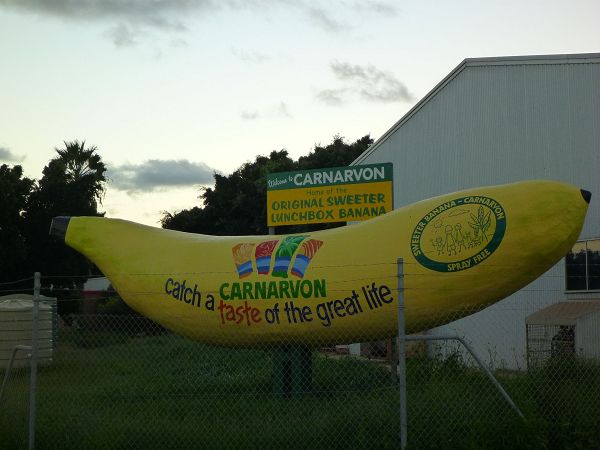 Welcome to CARNARVON
Home of the
ORIGINAL SWEETER
LUNCHBOX BANANA
SWEETER BANANA - CARNARVON
SPRAY FREE
CARNARVON
catch a taste of the great life